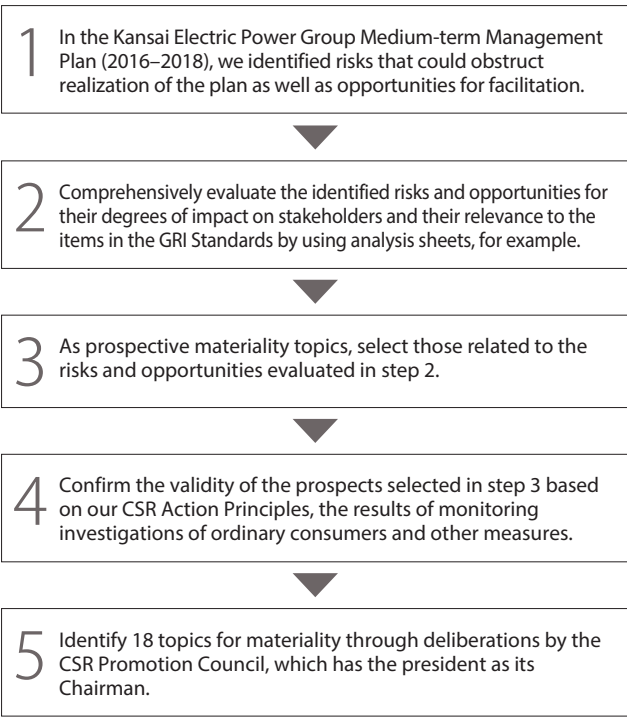 1
In the Kansai Electric Power Group Medium-term Management
Plan (2016–2018), we identified risks that could obstruct
realization of the plan as well as opportunities for facilitation.
2
Comprehensively evaluate the identified risks and opportunities for
their degrees of impact on stakeholders and their relevance to the
items in the GRI Standards by using analysis sheets, for example.
3
As prospective materiality topics, select those related to the
risks and opportunities evaluated in step 2.
4
Confirm the validity of the prospects selected in step 3 based
on our CSR Action Principles, the results of monitoring
investigations of ordinary consumers and other measures.
5
Identify 18 topics for materiality through deliberations by the
CSR Promotion Council, which has the president as its
Chairman.